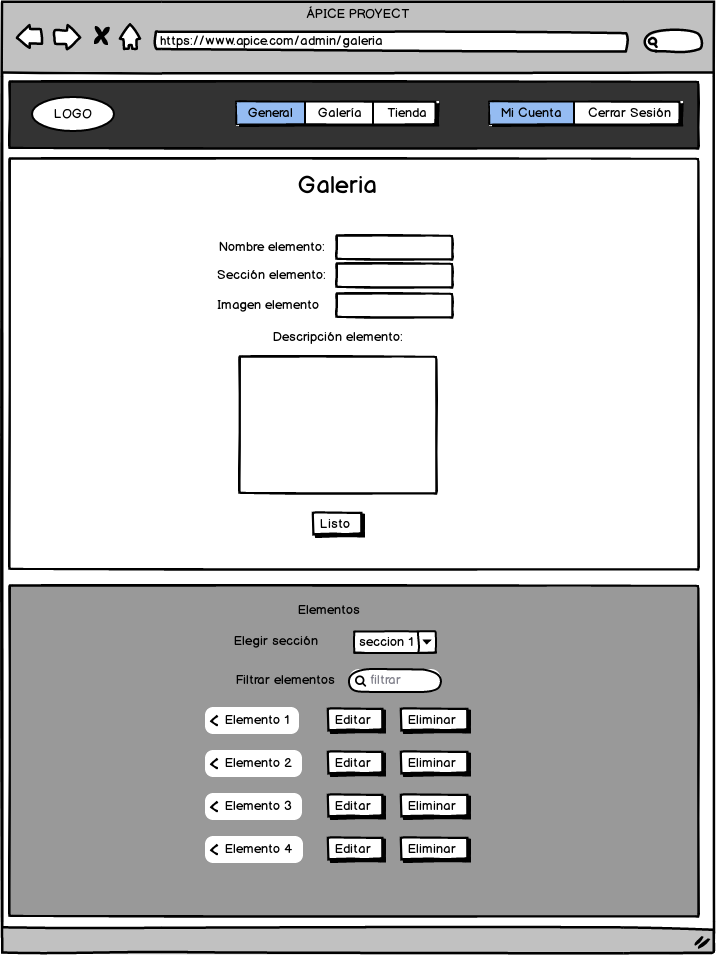 ÁPICE PROYECT
https://www.apice.com/admin/galeria
LOGO
General Galería Tienda
Mi Cuenta Cerrar Sesión
Galeria
Nombre elemento:
Sección elemento:
Imagen elemento
Descripción elemento:
Listo
Elementos
Elegir sección seccion 1
Filtrar elementos filtrar
Elemento 1 Editar Eliminar
Elemento 2 Editar Eliminar
Elemento 3 Editar Eliminar
Elemento 4 Editar Eliminar